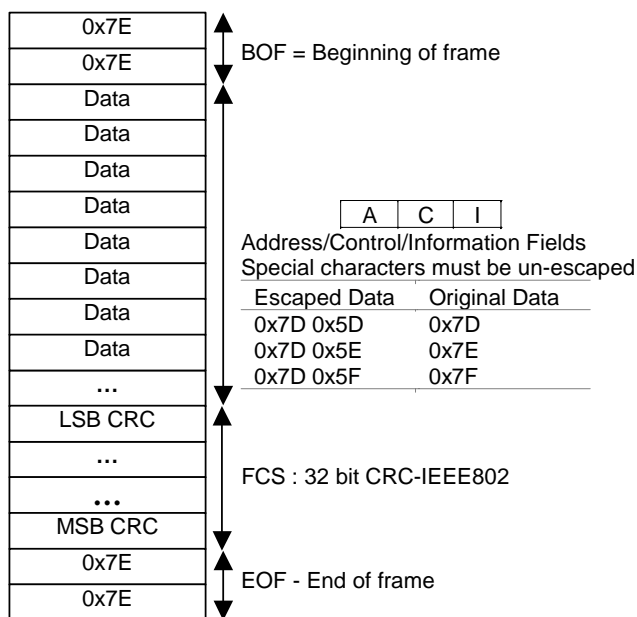 0x7E
0x7E
BOF = Beginning of frame
Data
Data
Data
Data
Data
Data
Data
Data
...
A C I
Address/Control/Information Fields
Special characters must be un-escaped
Escaped Data Original Data
0x7D 0x5D 0x7D
0x7D 0x5E 0x7E
0x7D 0x5F 0x7F
LSB CRC
...
...
MSB CRC
FCS : 32 bit CRC-IEEE802
0x7E
0x7E
EOF - End of frame